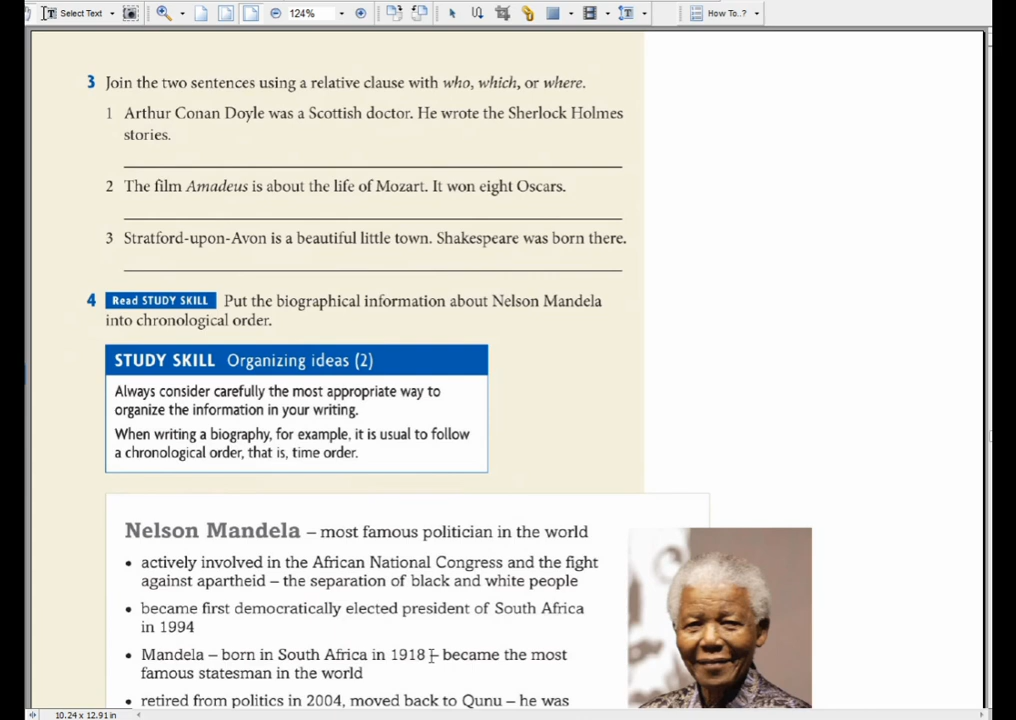 Select Text
124%
How To..?
3 Join the two sentences using a relative clause with who, which, or where.
1 Arthur Conan Doyle was a Scottish doctor. He wrote the Sherlock Holmes
stories.
2 The film Amadeus is about the life of Mozart. It won eight Oscars.
3 Stratford-upon-Avon is a beautiful little town. Shakespeare was born there.
4 Read STUDY SKILL Put the biographical information about Nelson Mandela
into chronological order.
STUDY SKILL Organizing ideas (2)
Always consider carefully the most appropriate way to
organize the information in your writing.
When writing a biography, for example, it is usual to follow
a chronological order, that is, time order.
Nelson Mandela – most famous politician in the world
• actively involved in the African National Congress and the fight
against apartheid – the separation of black and white people
• became first democratically elected president of South Africa
in 1994
• Mandela – born in South Africa in 1918 – became the most
famous statesman in the world
• retired from politics in 2004, moved back to Qunu – he was
10.24 x 12.91 in